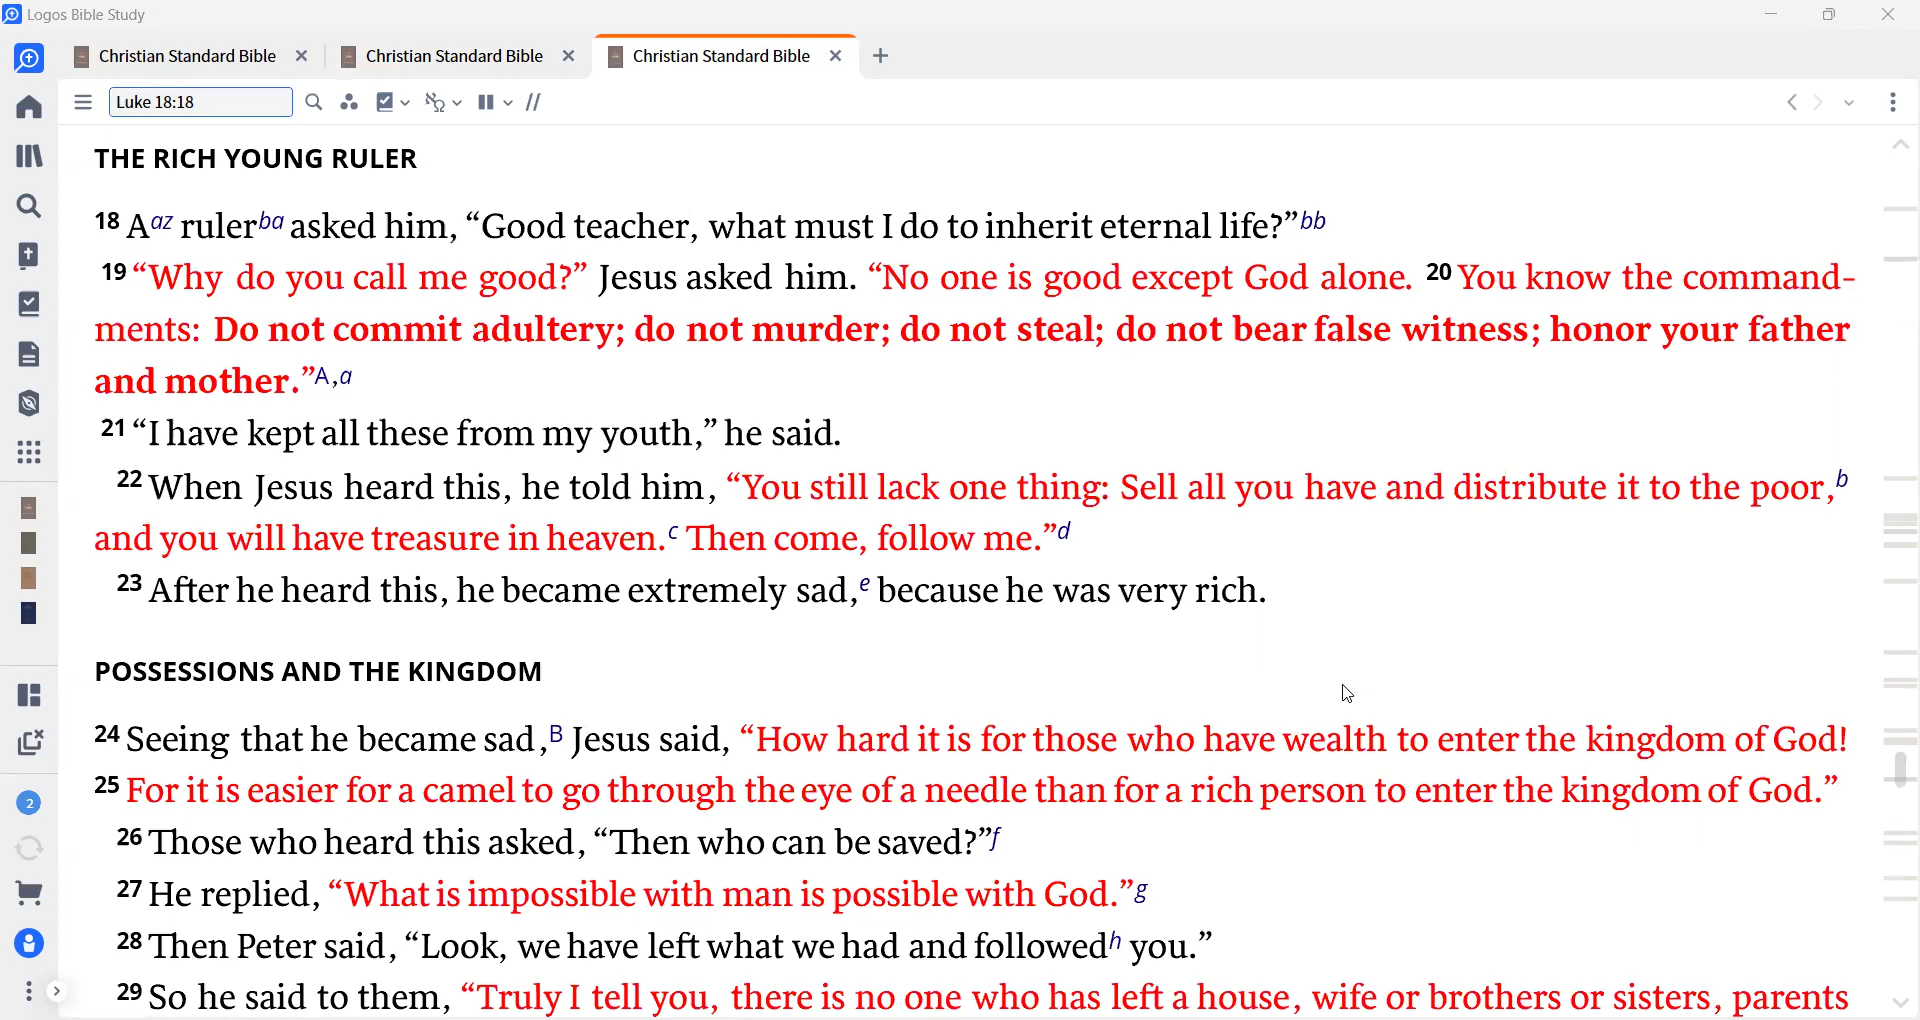 Logos Bible Study
Christian Standard Bible Christian Standard Bible Christian Standard Bible
Luke 18:18
THE RICH YOUNG RULER
18 Aaz rulerba asked him, “Good teacher, what must I do to inherit eternal life?”bb
19 “Why do you call me good?” Jesus asked him. “No one is good except God alone. 20 You know the command-
ments: Do not commit adultery; do not murder; do not steal; do not bear false witness; honor your father
and mother.”A,a
21 “I have kept all these from my youth,” he said.
22 When Jesus heard this, he told him, “You still lack one thing: Sell all you have and distribute it to the poor,b
and you will have treasure in heaven.c Then come, follow me.”d
23 After he heard this, he became extremely sad,e because he was very rich.
POSSESSIONS AND THE KINGDOM
24 Seeing that he became sad,B Jesus said, “How hard it is for those who have wealth to enter the kingdom of God!
25 For it is easier for a camel to go through the eye of a needle than for a rich person to enter the kingdom of God.”
26 Those who heard this asked, “Then who can be saved?”f
2
27 He replied, “What is impossible with man is possible with God.”g
28 Then Peter said, “Look, we have left what we had and followedh you.”
29 So he said to them, “Truly I tell you, there is no one who has left a house, wife or brothers or sisters, parents